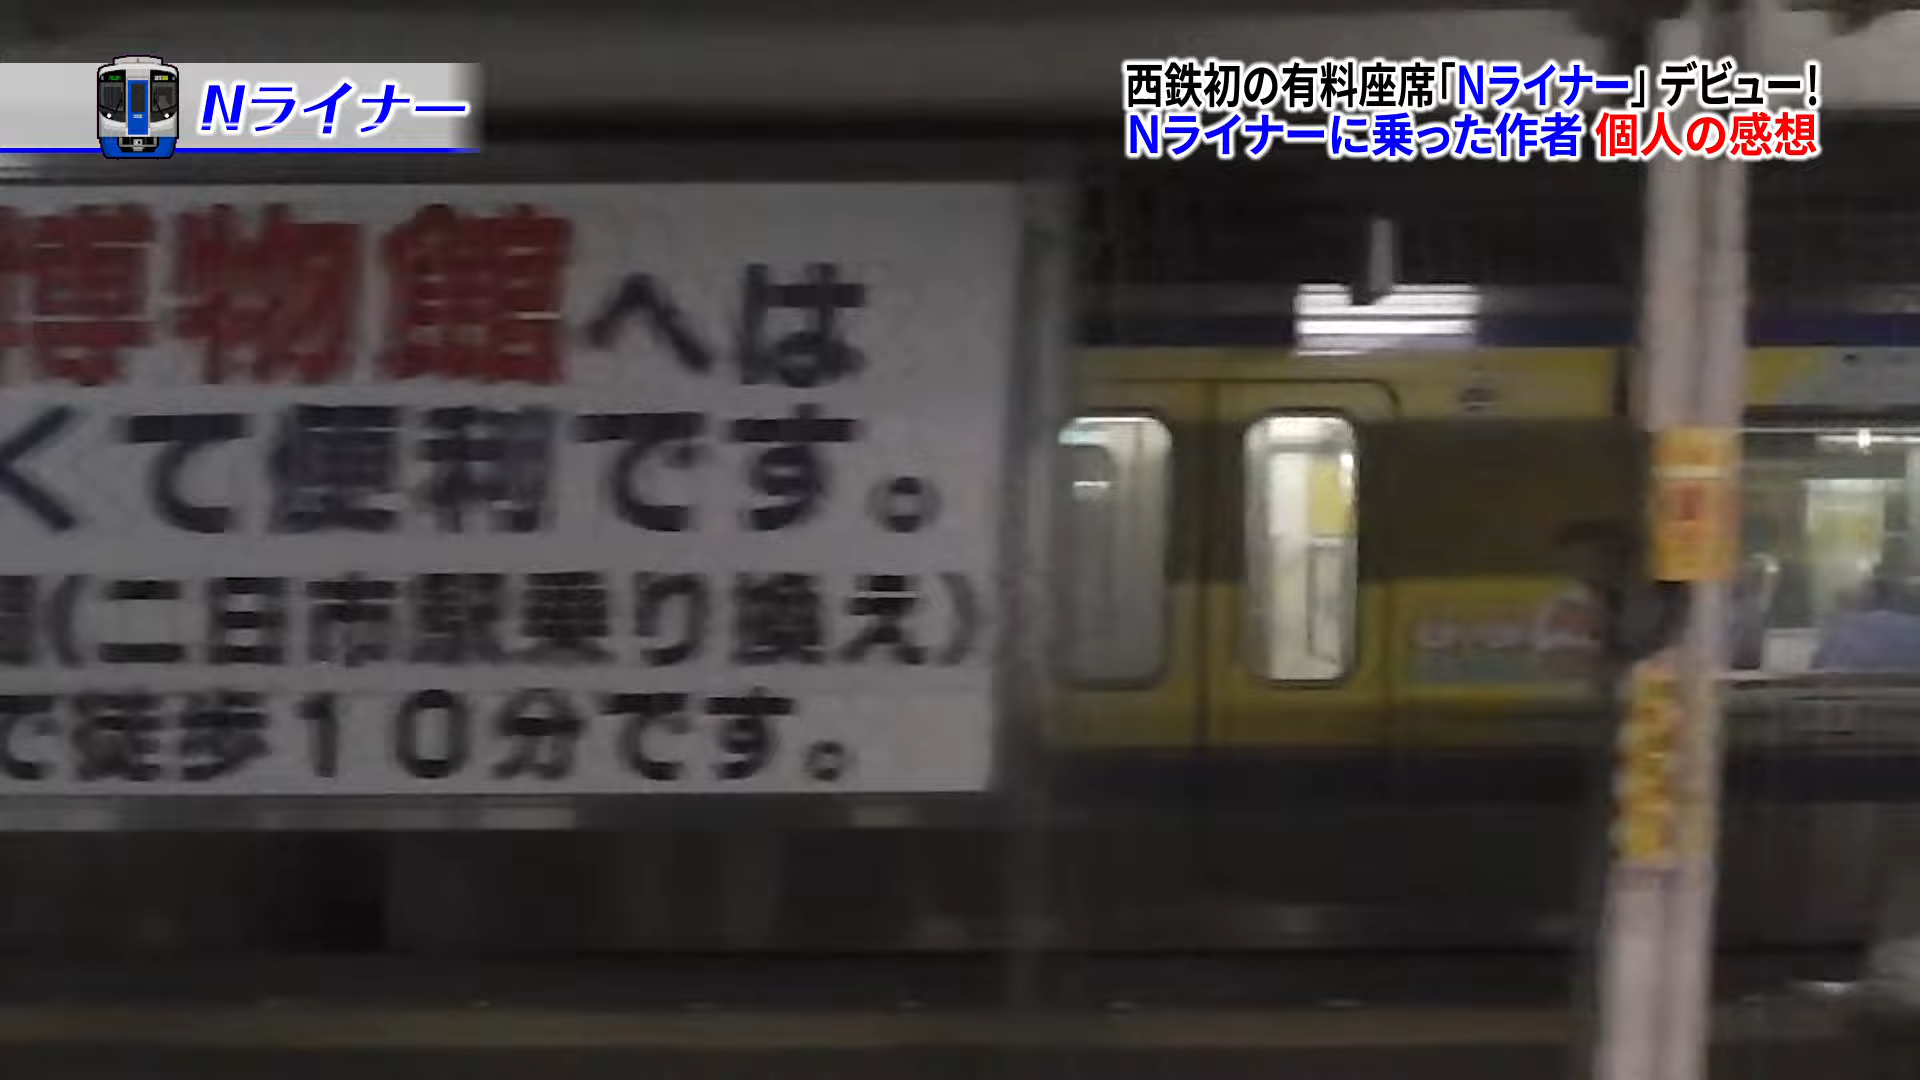 Nライナー
西鉄初の有料座席「Nライナー」デビュー！
Nライナーに乗った作者 個人の感想
博物館へは
くて便利です。
(二日市駅乗り換え)
で徒歩10分です。